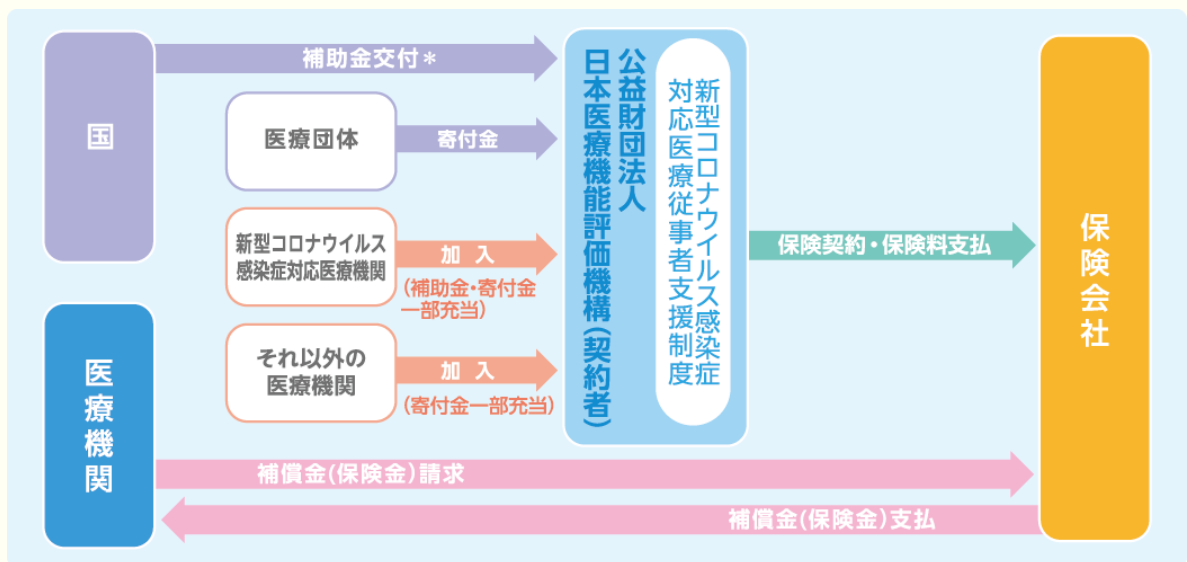 国
補助金交付＊
医療団体
寄付金
新型コロナウイルス
感染症対応医療機関
加入
(補助金・寄付金
一部充当)
それ以外の
医療機関
加入
(寄付金一部充当)
公益財団法人
日本医療機能評価機構(契約者)
新型コロナウイルス感染症
対応医療従事者支援制度
保険契約・保険料支払
保険会社
医療機関
補償金(保険金)請求
補償金(保険金)支払